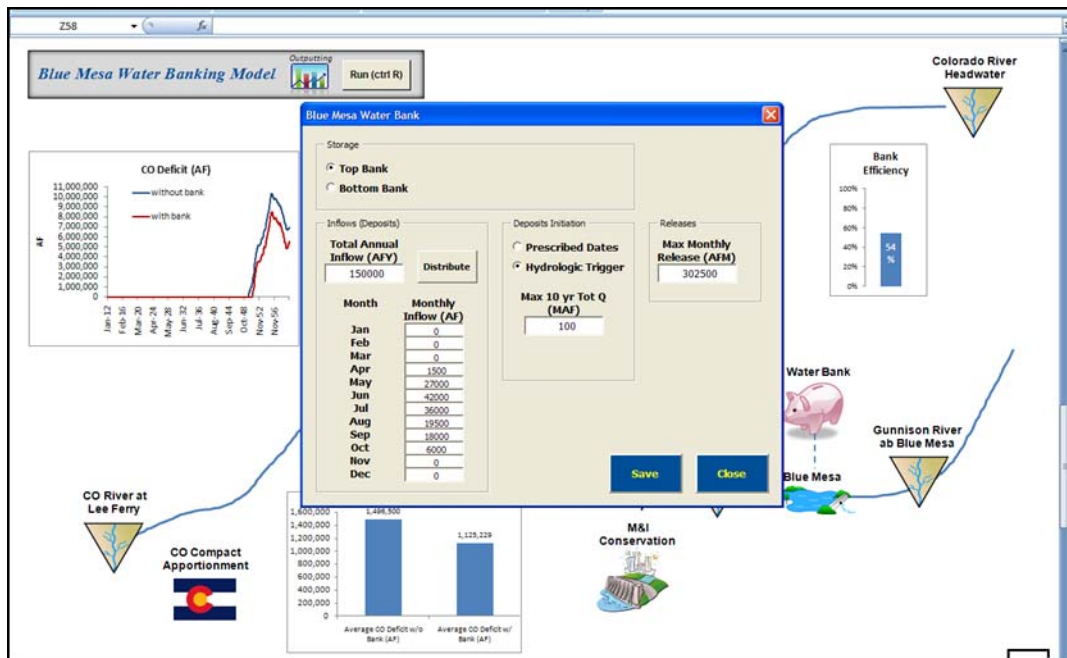 Z58
fx
Blue Mesa Water Banking Model
Outputting
Run (ctrl R)
Colorado River
Headwater
CO Deficit (AF)
AF
11,000,000
10,000,000
9,000,000
8,000,000
7,000,000
6,000,000
5,000,000
4,000,000
3,000,000
2,000,000
1,000,000
0
without bank
with bank
Jan-12
Feb-16
Mar-20
Apr-24
May-28
Jun-32
Jul-36
Aug-40
Sep-44
Oct-48
Nov-52
Nov-56
Blue Mesa Water Bank
Storage
Top Bank
Bottom Bank
Inflows (Deposits)
Total Annual
Inflow (AFY)
150000
Distribute
Month
Monthly
Inflow (AF)
Jan 0
Feb 0
Mar 0
Apr 1500
May 27000
Jun 42000
Jul 36000
Aug 19500
Sep 18000
Oct 6000
Nov 0
Dec 0
Deposits Initiation
Prescribed Dates
Hydrologic Trigger
Max 10 yr Tot Q
(MAF)
100
Releases
Max Monthly
Release (AFM)
302500
Save
Close
Bank
Efficiency
100%
80%
60%
40%
20%
0%
54
%
Water Bank
Gunnison River
ab Blue Mesa
Blue Mesa
CO River at
Lee Ferry
CO Compact
Apportionment
M&I
Conservation
1,600,000
1,400,000
1,200,000
1,000,000
800,000
600,000
400,000
200,000
0
1,125,229
Average CO Deficit w/o
Bank (AF)
Average CO Deficit w/
Bank (AF)